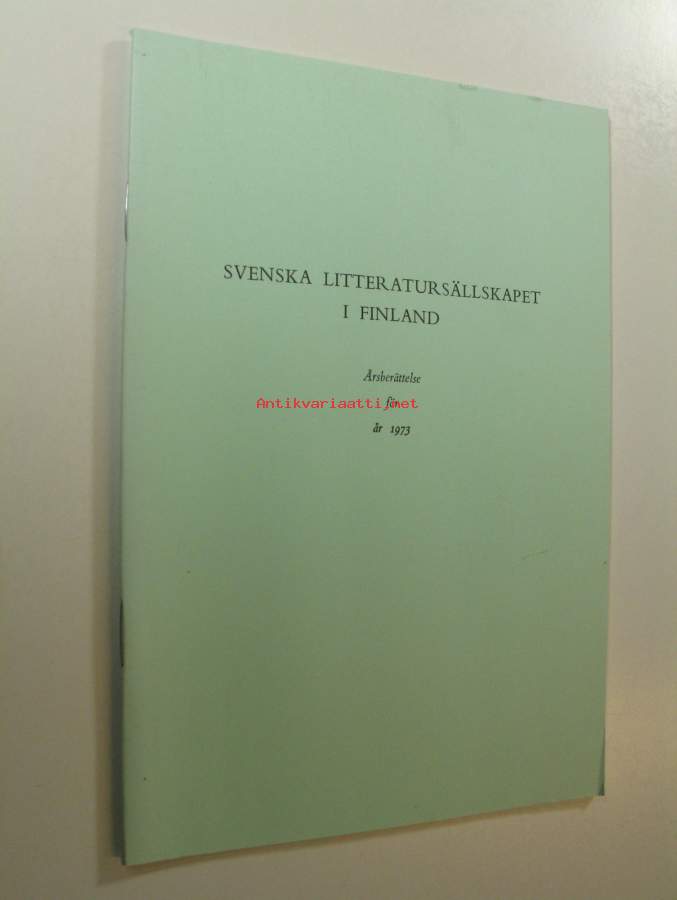 SVENSKA LITTERATURSÄLLSKAPET
I FINLAND
Årsberättelse
för
Antikvariaatti.net
år 1973